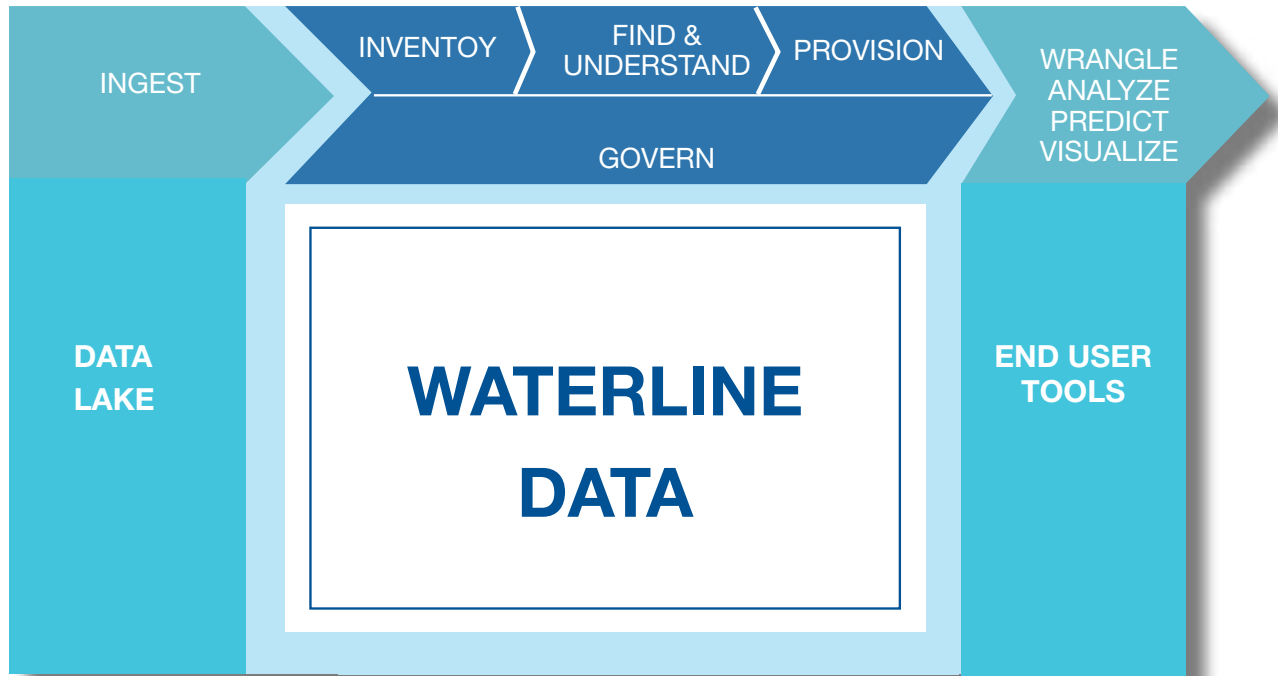 INGEST
INVENTOY
FIND &
UNDERSTAND
PROVISION
GOVERN
WRANGLE
ANALYZE
PREDICT
VISUALIZE
DATA
LAKE
WATERLINE
DATA
END USER
TOOLS